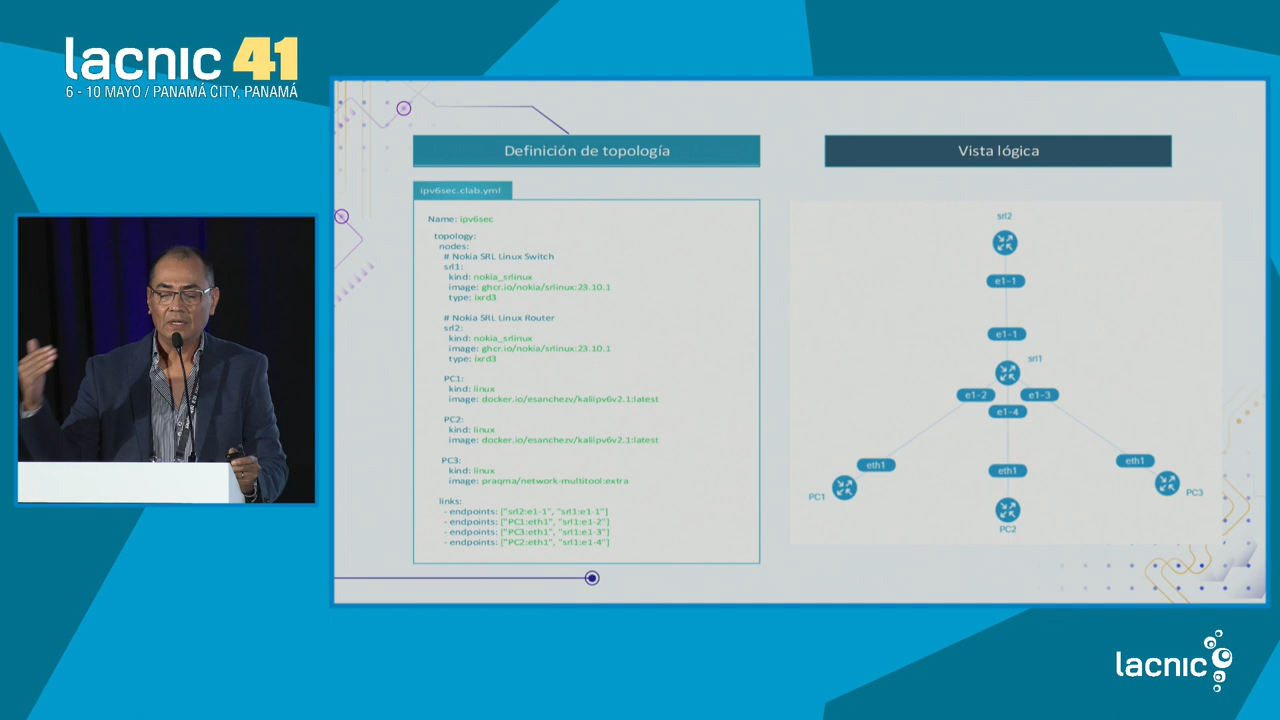 lacnic 41
6 - 10 MAYO / PANAMÁ CITY, PANAMÁ
Definición de topología
ipv6sec.clab.yml
Name: ipv6sec
topology:
nodes:
# Nokia SRL Linux Switch
srl1:
kind: nokia_srlinux
image: ghcr.io/nokia/srlinux:23.10.1
type: ixrd3
# Nokia SRL Linux Router
srl2:
kind: nokia_srlinux
image: ghcr.io/nokia/srlinux:23.10.1
type: ixrd3
PC1:
kind: linux
image: docker.io/esanchezv/kaliipv6v2.1:latest
PC2:
kind: linux
image: docker.io/esanchezv/kaliipv6v2.1:latest
PC3:
kind: linux
image: praqma/network-multitool:extra
links:
- endpoints: ["srl2:e1-1", "srl1:e1-1"]
- endpoints: ["PC1:eth1", "srl1:e1-2"]
- endpoints: ["PC3:eth1", "srl1:e1-3"]
- endpoints: ["PC2:eth1", "srl1:e1-4"]
Vista lógica
srl2
e1-1
e1-1
srl1
e1-2
e1-3
e1-4
eth1
eth1
eth1
PC1
PC3
PC2
lacnic